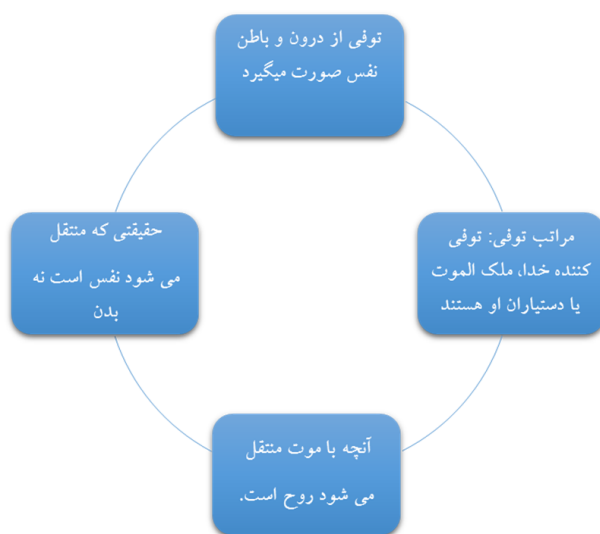 توفی از درون و باطن
نفس صورت میگیرد
مراتب توفی: توفی
کننده خدا، ملک الموت
یا دستیاران او هستند
آنچه با موت منتقل
می شود روح است.
حقیقتی که منتقل
می شود نفس است نه
بدن